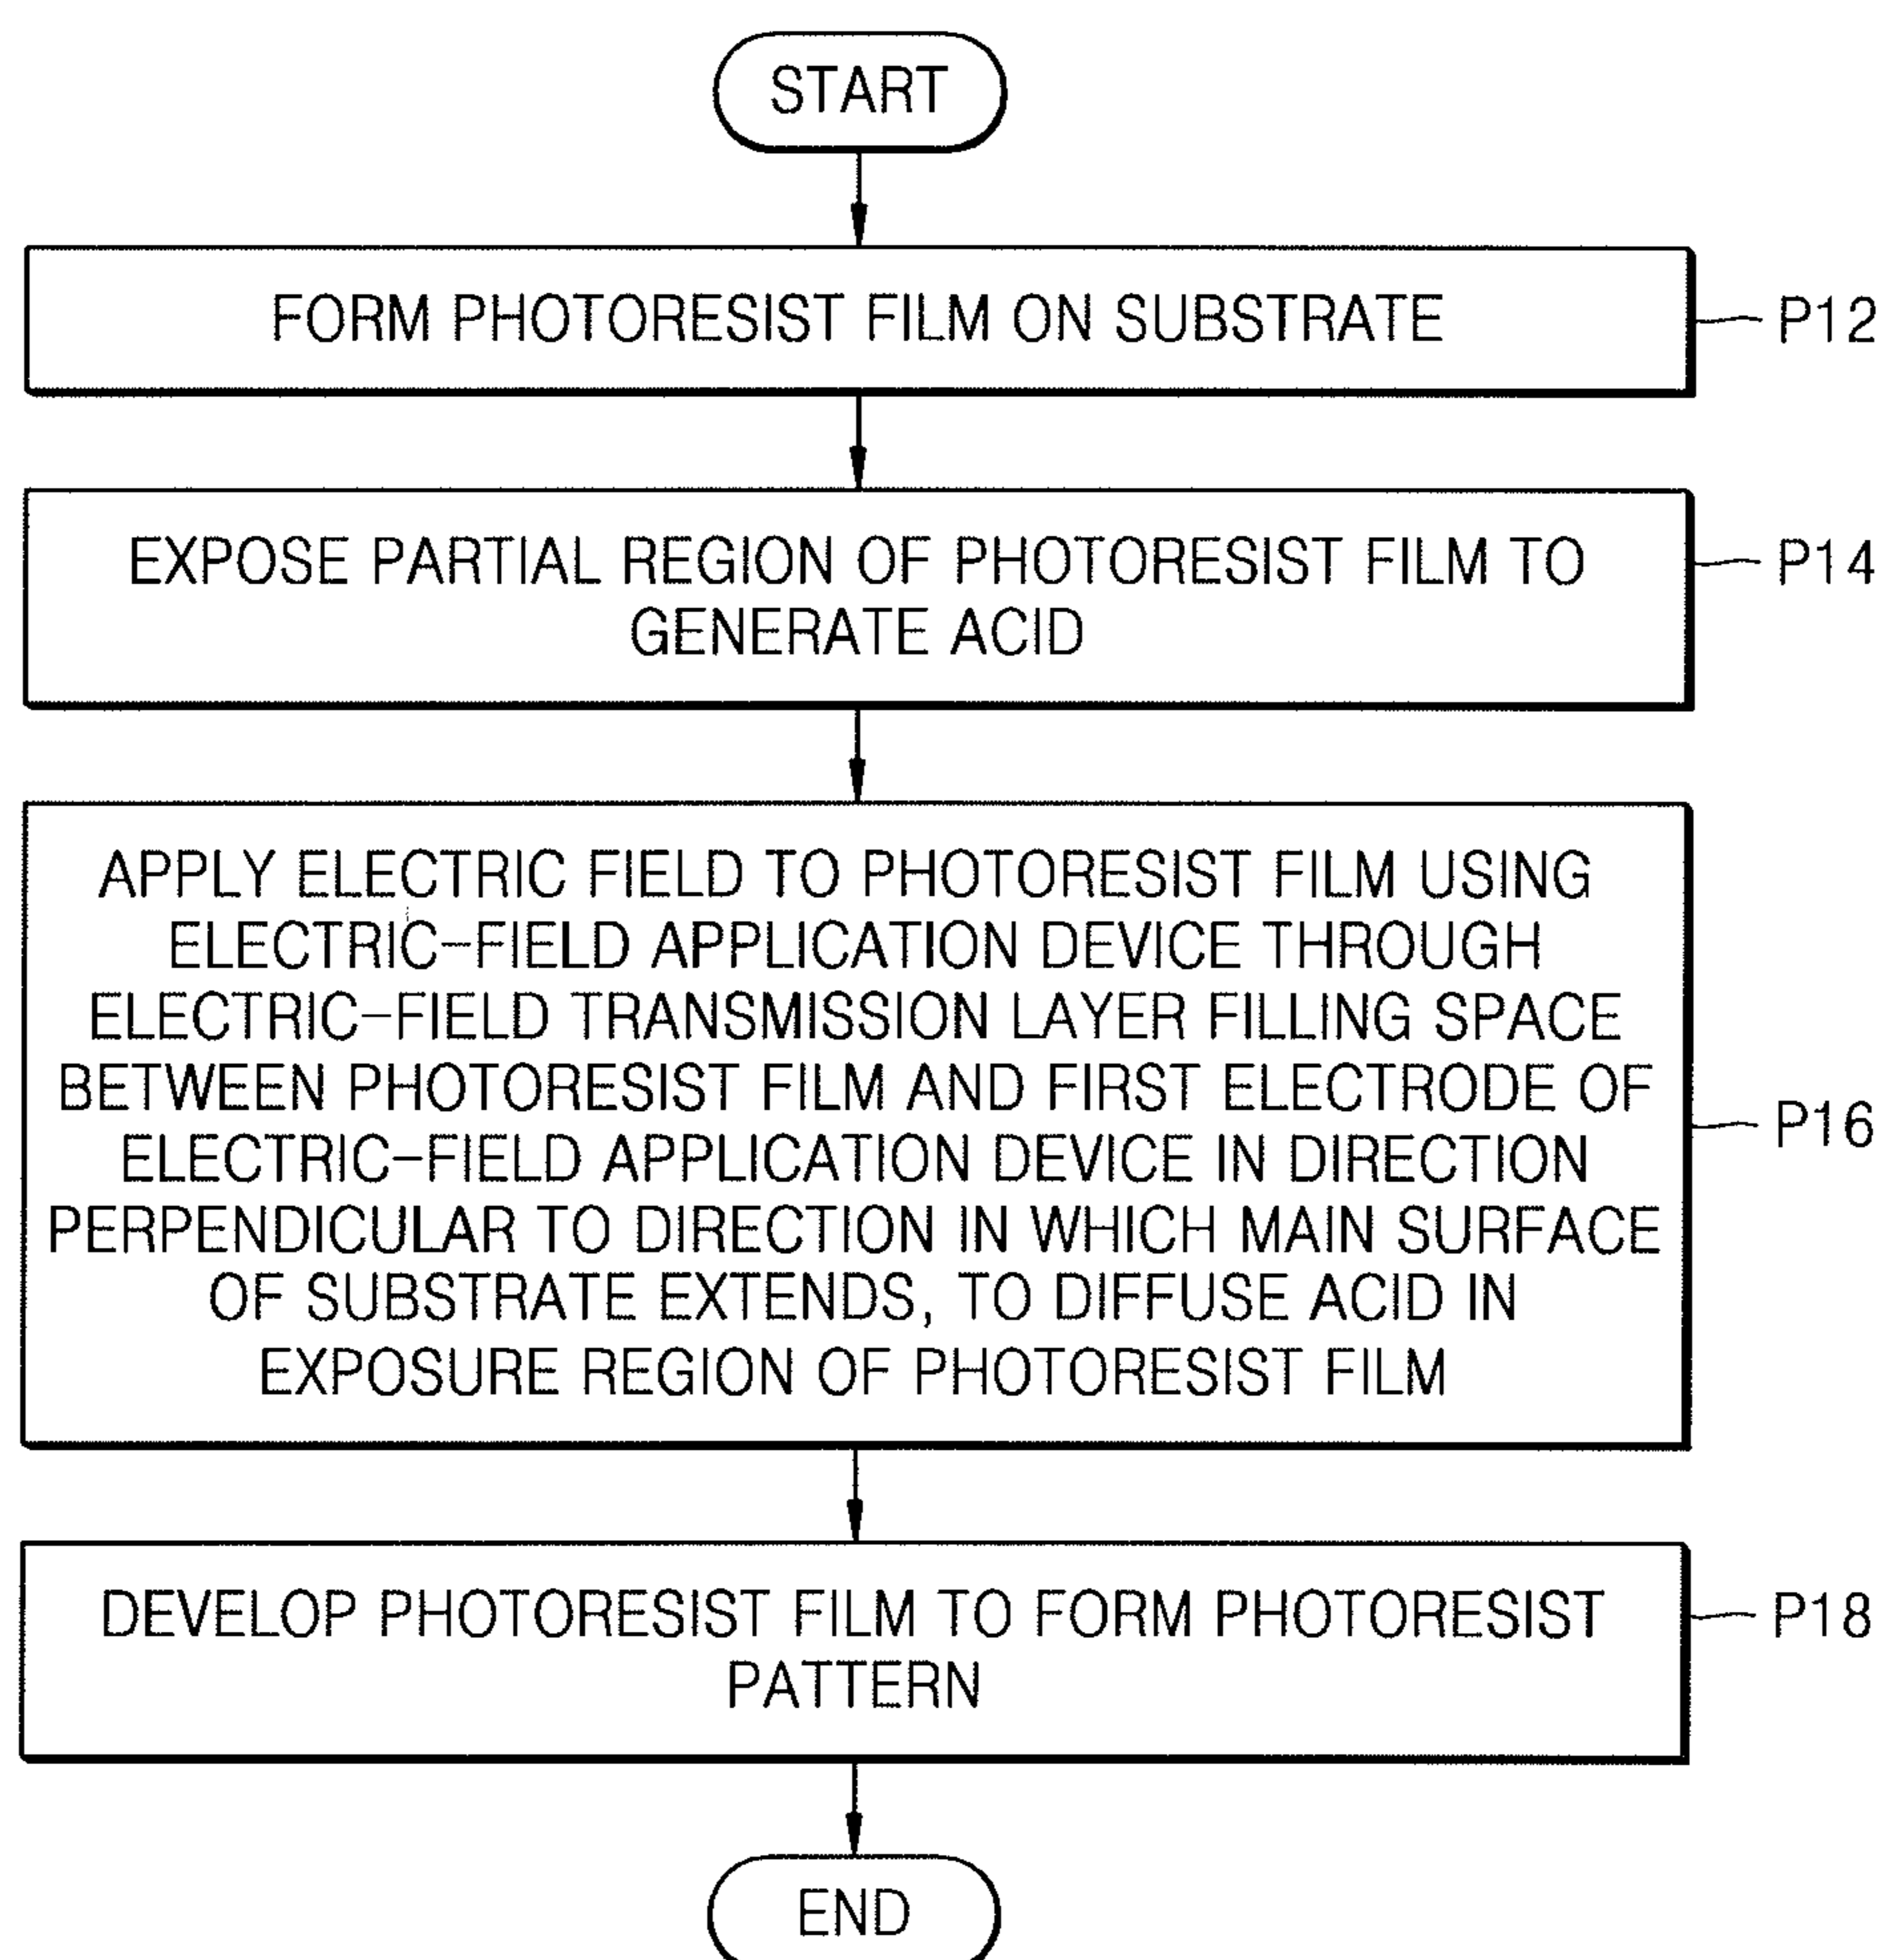 START
FORM PHOTORESIST FILM ON SUBSTRATE
P12
EXPOSE PARTIAL REGION OF PHOTORESIST FILM TO
GENERATE ACID
P14
APPLY ELECTRIC FIELD TO PHOTORESIST FILM USING
ELECTRIC-FIELD APPLICATION DEVICE THROUGH
ELECTRIC-FIELD TRANSMISSION LAYER FILLING SPACE
BETWEEN PHOTORESIST FILM AND FIRST ELECTRODE OF
ELECTRIC-FIELD APPLICATION DEVICE IN DIRECTION
PERPENDICULAR TO DIRECTION IN WHICH MAIN SURFACE
OF SUBSTRATE EXTENDS, TO DIFFUSE ACID IN
EXPOSURE REGION OF PHOTORESIST FILM
P16
DEVELOP PHOTORESIST FILM TO FORM PHOTORESIST
PATTERN
P18
END